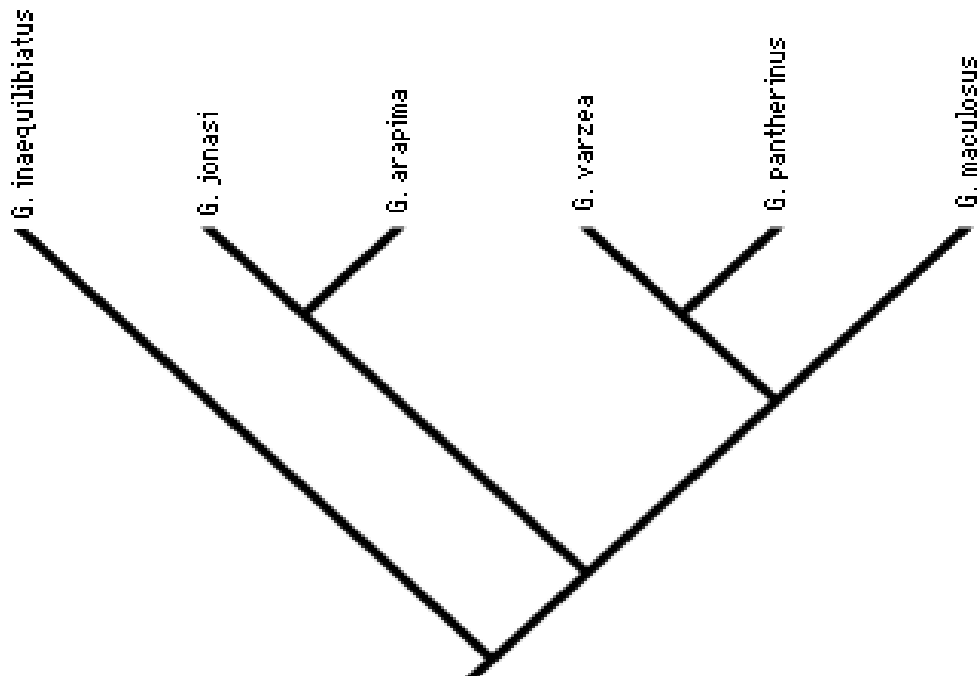 G. inaequilibiatus
G. jonasi
G. arapima
G. varzea
G. pantherinus
G. maculosus